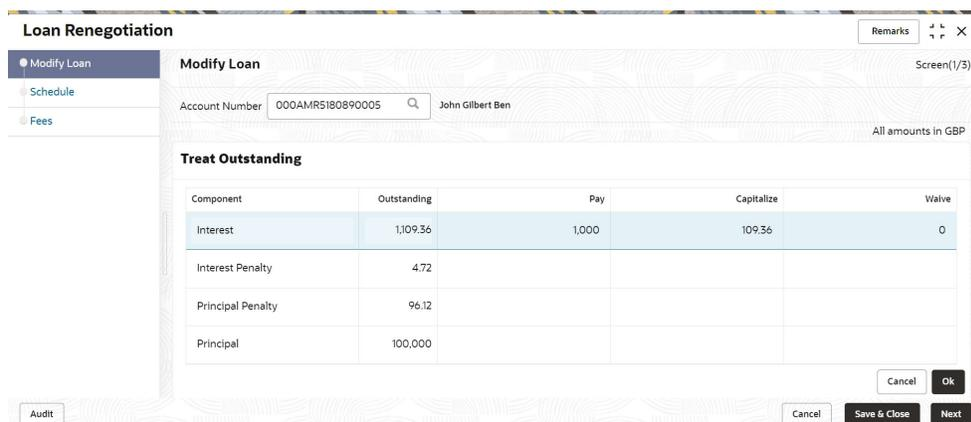 Loan Renegotiation Remarks
Modify Loan
Schedule
Fees
Modify Loan Screen(1/3)
Account Number 000AMR5180890005 John Gilbert Ben
All amounts in GBP
Treat Outstanding
Component Outstanding Pay Capitalize Waive
Interest 1,109.36 1,000 109.36 0
Interest Penalty 4.72
Principal Penalty 96.12
Principal 100,000
Cancel Ok
Audit Cancel Save & Close Next